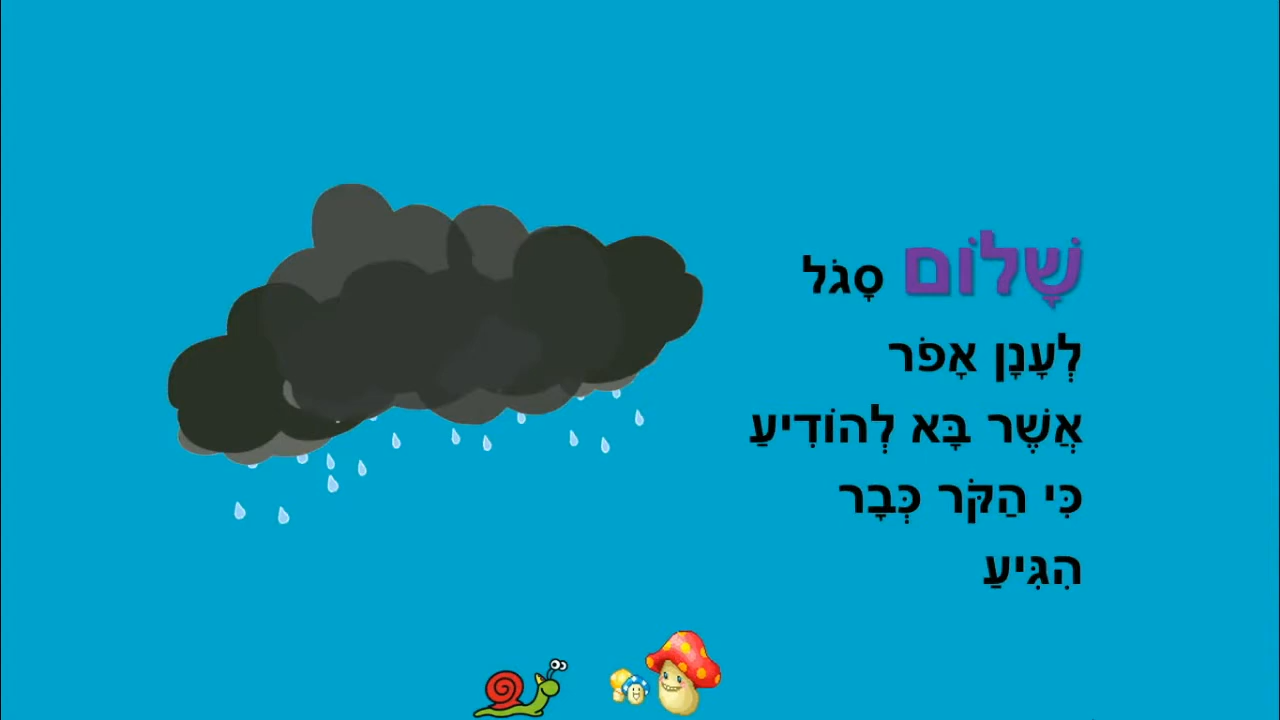 שָׁלוֹם סָגֹל
לְעָנָן אָפֹר
אֲשֶׁר בָּא לְהוֹדִיעַ
כִּי הַקֹּר כְּבָר
הִגִּיעַ